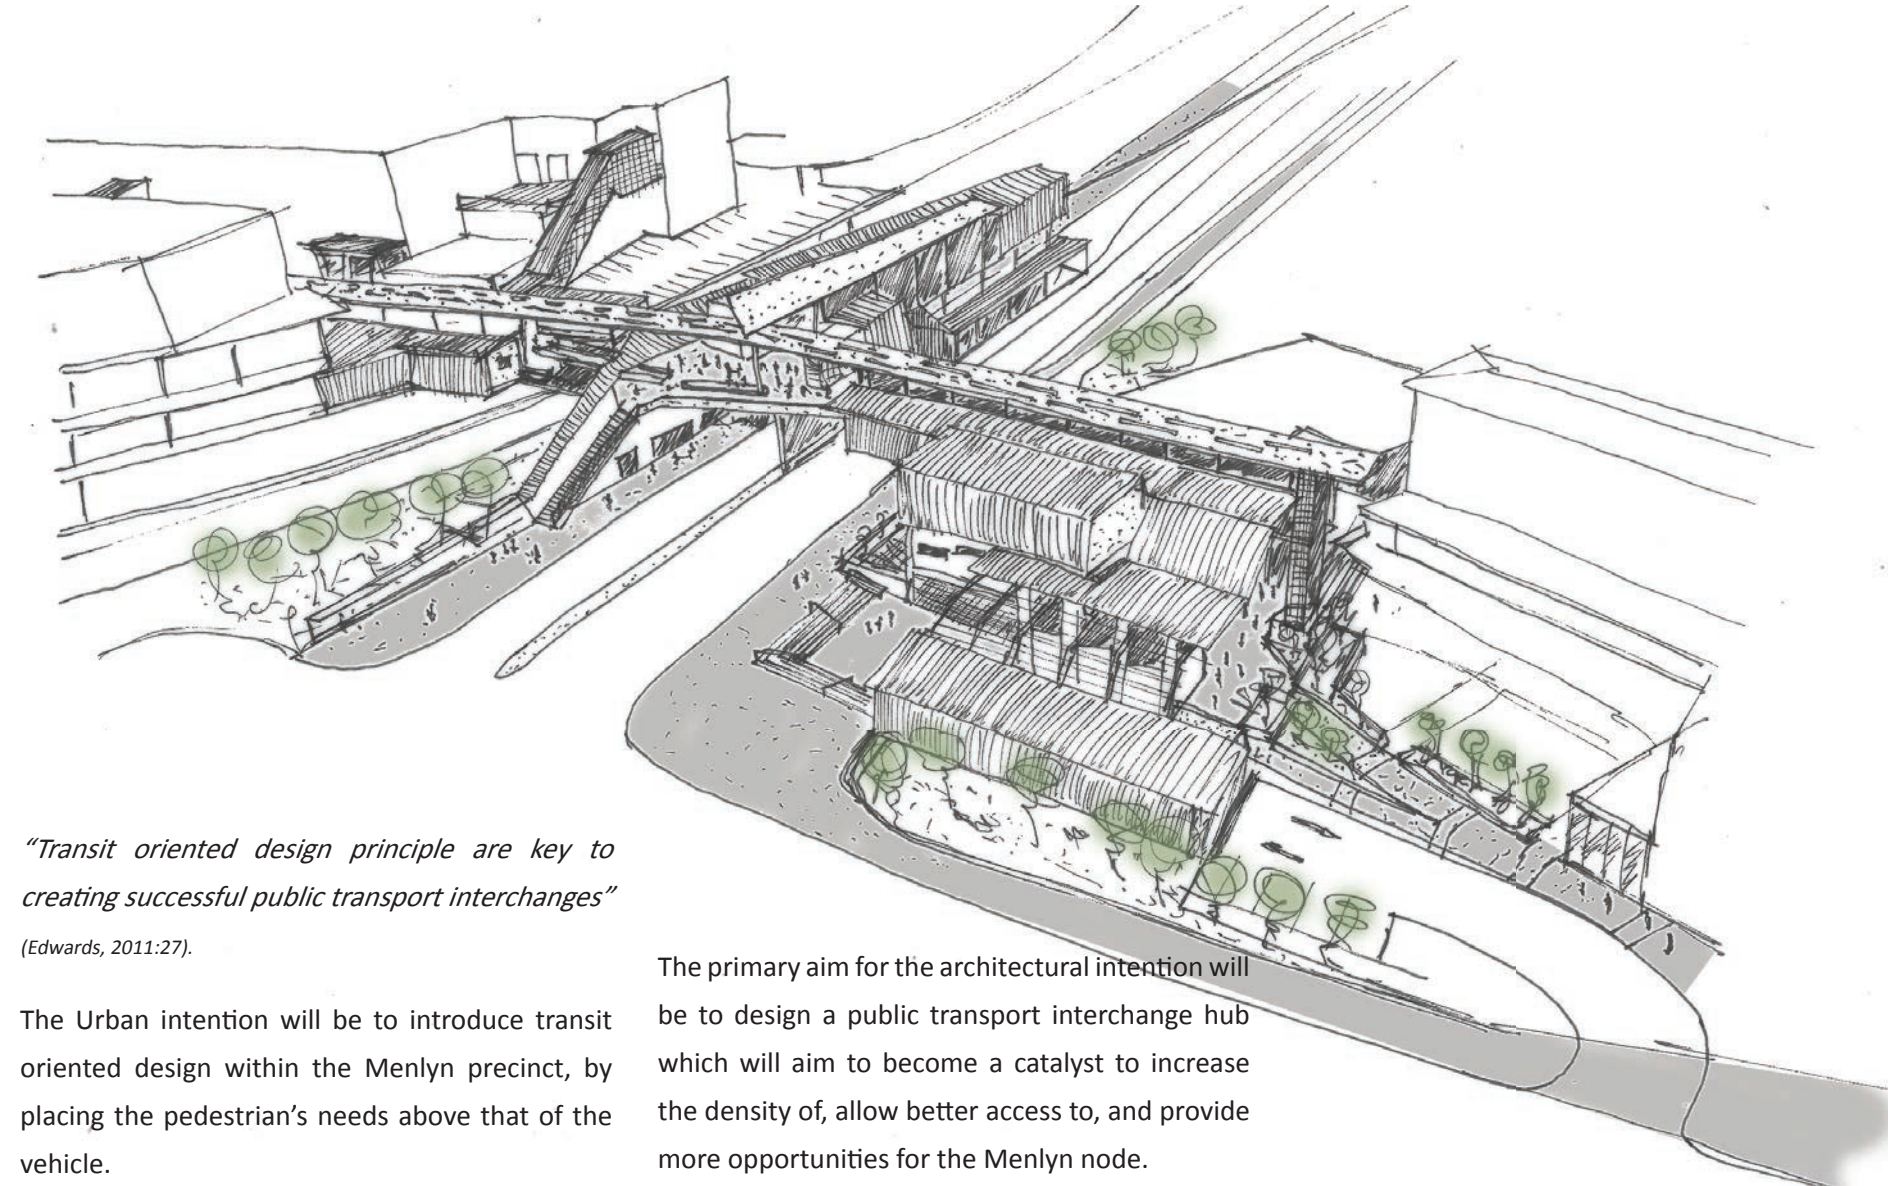 “Transit oriented design principle are key to
creating successful public transport interchanges”
(Edwards, 2011:27).
The Urban intention will be to introduce transit
oriented design within the Menlyn precinct, by
placing the pedestrian’s needs above that of the
vehicle.
The primary aim for the architectural intention will
be to design a public transport interchange hub
which will aim to become a catalyst to increase
the density of, allow better access to, and provide
more opportunities for the Menlyn node.